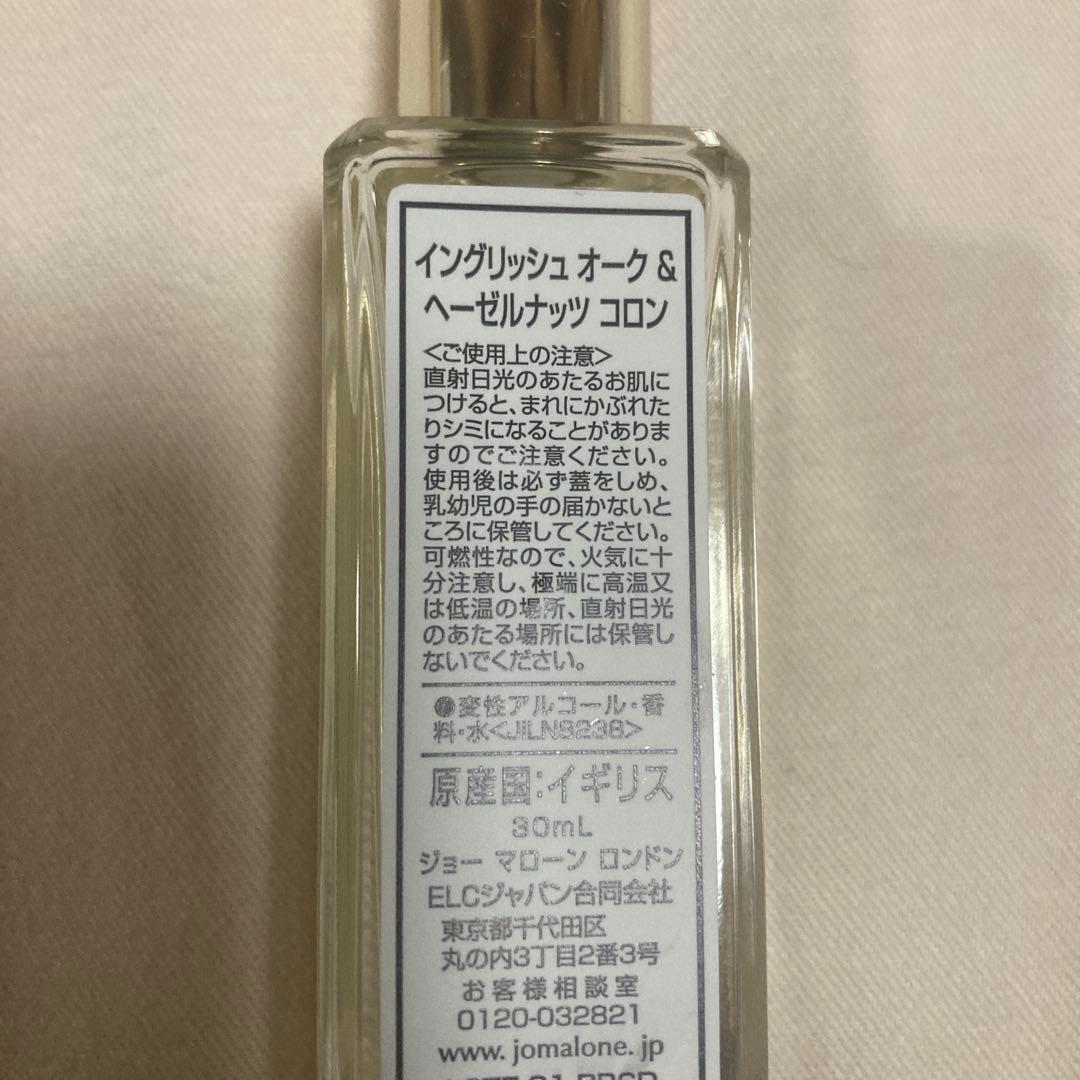 イングリッシュ オーク &
ヘーゼルナッツ コロン
<ご使用上の注意>
直射日光のあたるお肌に
つけると、まれにかぶれた
りシミになることがありま
すのでご注意ください。
使用後は必ず蓋をしめ、
乳幼児の手の届かないと
ころに保管してください。
可燃性なので、火気に十
分注意し、極端に高温又
は低温の場所、直射日光
のあたる場所には保管し
ないでください。
変性アルコール・香
料・水<JILN9238>
原産国:イギリス
30mL
ジョー マローン ロンドン
ELCジャパン合同会社
東京都千代田区
丸の内3丁目2番3号
お客様相談室
0120-032821
www. jomalone. jp